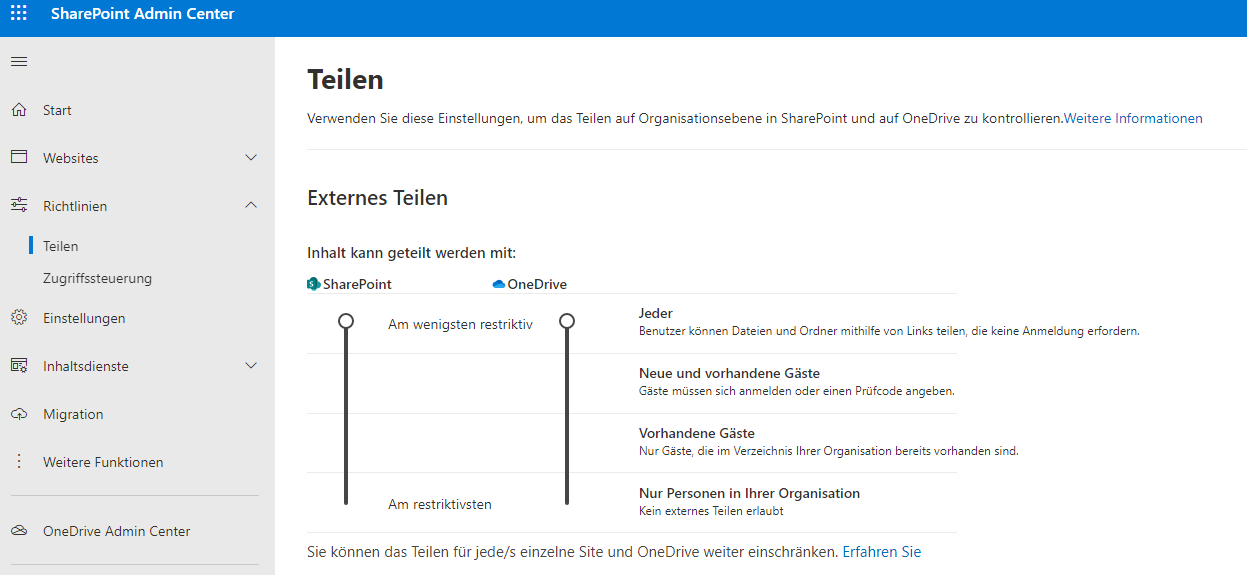 SharePoint Admin Center
Start
Websites
Richtlinien
Teilen
Zugriffssteuerung
Einstellungen
Inhaltsdienste
Migration
Weitere Funktionen
OneDrive Admin Center
Teilen
Verwenden Sie diese Einstellungen, um das Teilen auf Organisationsebene in SharePoint und auf OneDrive zu kontrollieren.Weitere Informationen
Externes Teilen
Inhalt kann geteilt werden mit:
SharePoint OneDrive
Am wenigsten restriktiv
Jeder
Benutzer können Dateien und Ordner mithilfe von Links teilen, die keine Anmeldung erfordern.
Neue und vorhandene Gäste
Gäste müssen sich anmelden oder einen Prüfcode angeben.
Vorhandene Gäste
Nur Gäste, die im Verzeichnis Ihrer Organisation bereits vorhanden sind.
Am restriktivsten
Nur Personen in Ihrer Organisation
Kein externes Teilen erlaubt
Sie können das Teilen für jede/s einzelne Site und OneDrive weiter einschränken. Erfahren Sie